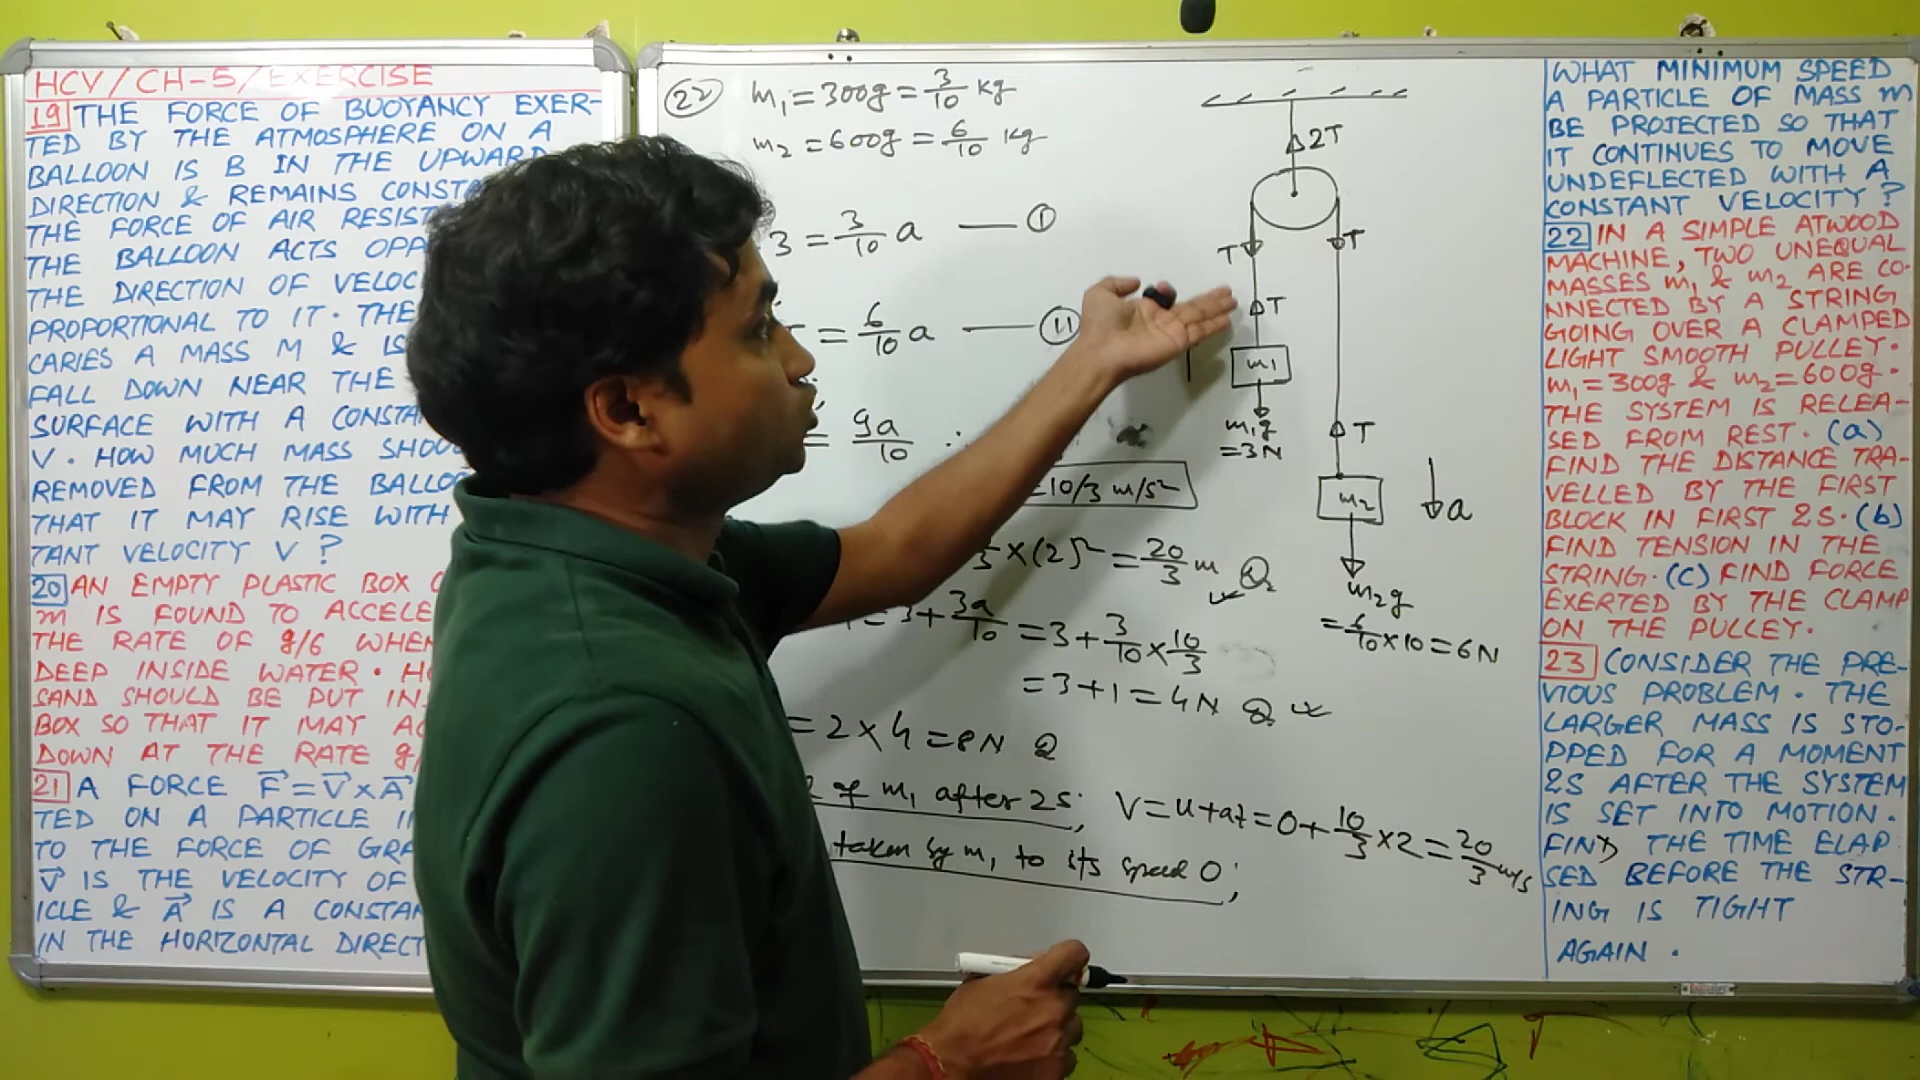 HCV/CH-5/EXERCISE
19 THE FORCE OF BUOYANCY EXER-
TED BY THE ATMOSPHERE ON A
BALLOON IS B IN THE UPWARD
DIRECTION & REMAINS CONSTA
THE FORCE OF AIR RESIST
THE BALLOON ACTS OPP
THE DIRECTION OF VELOC
PROPORTIONAL TO IT. THE
CARIES A MASS M & IS
FALL DOWN NEAR THE
SURFACE WITH A CONSTA
V. HOW MUCH MASS SHOU
REMOVED FROM THE BALLO
THAT IT MAY RISE WITH
TANT VELOCITY V?
20 AN EMPTY PLASTIC BOX
m IS FOUND TO ACCELE
THE RATE OF g/6 WHE
DEEP INSIDE WATER. H
SAND SHOULD BE PUT IN
BOX SO THAT IT MAY A
DOWN AT THE RATE g/
21 A FORCE F⃗=V⃗×A⃗
TED ON A PARTICLE I
TO THE FORCE OF GRA
V⃗ IS THE VELOCITY OF
ICLE & A⃗ IS A CONSTA
IN THE HORIZONTAL DIRECT
22 m₁=300g=3/10 kg
m₂=600g=6/10 kg
3=3/10 a — 1
=6/10 a — 11
=9a/10 ∴
=10/3 m/s²
×(2)²=20/3 m
=3+3a/10=3+3/10×10/3
=3+1=4N
=2×4=8N
of m₁ after 2s; V=u+at=0+10/3×2=20/3 m/s
taken by m₁ to its speed 0;
2T
T T
T
m₁
m₁g
=3N
T
m₂
a
m₂g
=6/10×10=6N
WHAT MINIMUM SPEED
A PARTICLE OF MASS m
BE PROJECTED SO THAT
IT CONTINUES TO MOVE
UNDEFLECTED WITH A
CONSTANT VELOCITY?
22 IN A SIMPLE ATWOOD
MACHINE, TWO UNEQUAL
MASSES m₁ & m₂ ARE CO-
NNECTED BY A STRING
GOING OVER A CLAMPED
LIGHT SMOOTH PULLEY.
m₁=300g & m₂=600g.
THE SYSTEM IS RELEA-
SED FROM REST. (a)
FIND THE DISTANCE TRA-
VELLED BY THE FIRST
BLOCK IN FIRST 2S. (b)
FIND TENSION IN THE
STRING. (C) FIND FORCE
EXERTED BY THE CLAMP
ON THE PULLEY.
23 CONSIDER THE PRE-
VIOUS PROBLEM. THE
LARGER MASS IS STO-
PPED FOR A MOMENT
2S AFTER THE SYSTEM
IS SET INTO MOTION.
FIND THE TIME ELAP
SED BEFORE THE STR-
ING IS TIGHT
AGAIN.